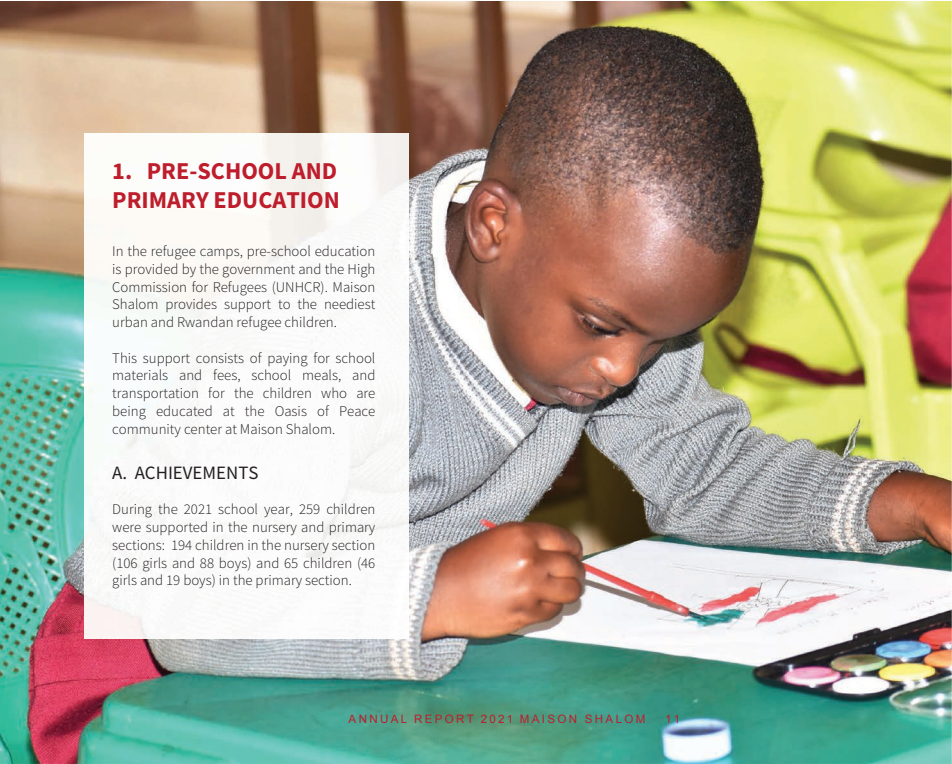 1. PRE-SCHOOL AND
PRIMARY EDUCATION
In the refugee camps, pre-school education
is provided by the government and the High
Commission for Refugees (UNHCR). Maison
Shalom provides support to the neediest
urban and Rwandan refugee children.
This support consists of paying for school
materials and fees, school meals, and
transportation for the children who are
being educated at the Oasis of Peace
community center at Maison Shalom.
A. ACHIEVEMENTS
During the 2021 school year, 259 children
were supported in the nursery and primary
sections: 194 children in the nursery section
(106 girls and 88 boys) and 65 children (46
girls and 19 boys) in the primary section.
ANNUAL REPORT 2021 MAISON SHALOM 11